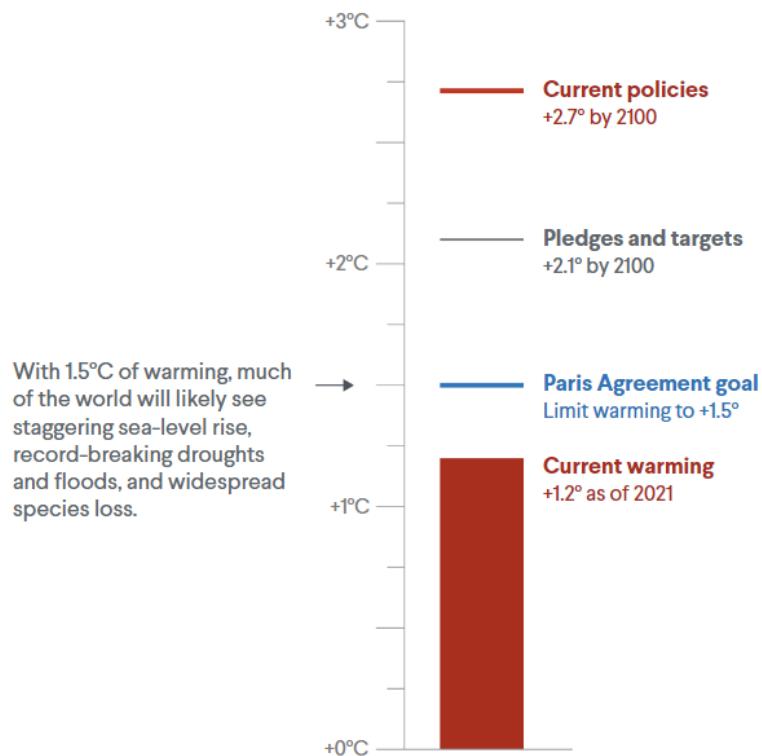 +3°C
Current policies
+2.7° by 2100
Pledges and targets
+2.1° by 2100
+2°C
With 1.5°C of warming, much
of the world will likely see
staggering sea-level rise,
record-breaking droughts
and floods, and widespread
species loss.
Paris Agreement goal
Limit warming to +1.5°
Current warming
+1.2° as of 2021
+1°C
+0°C